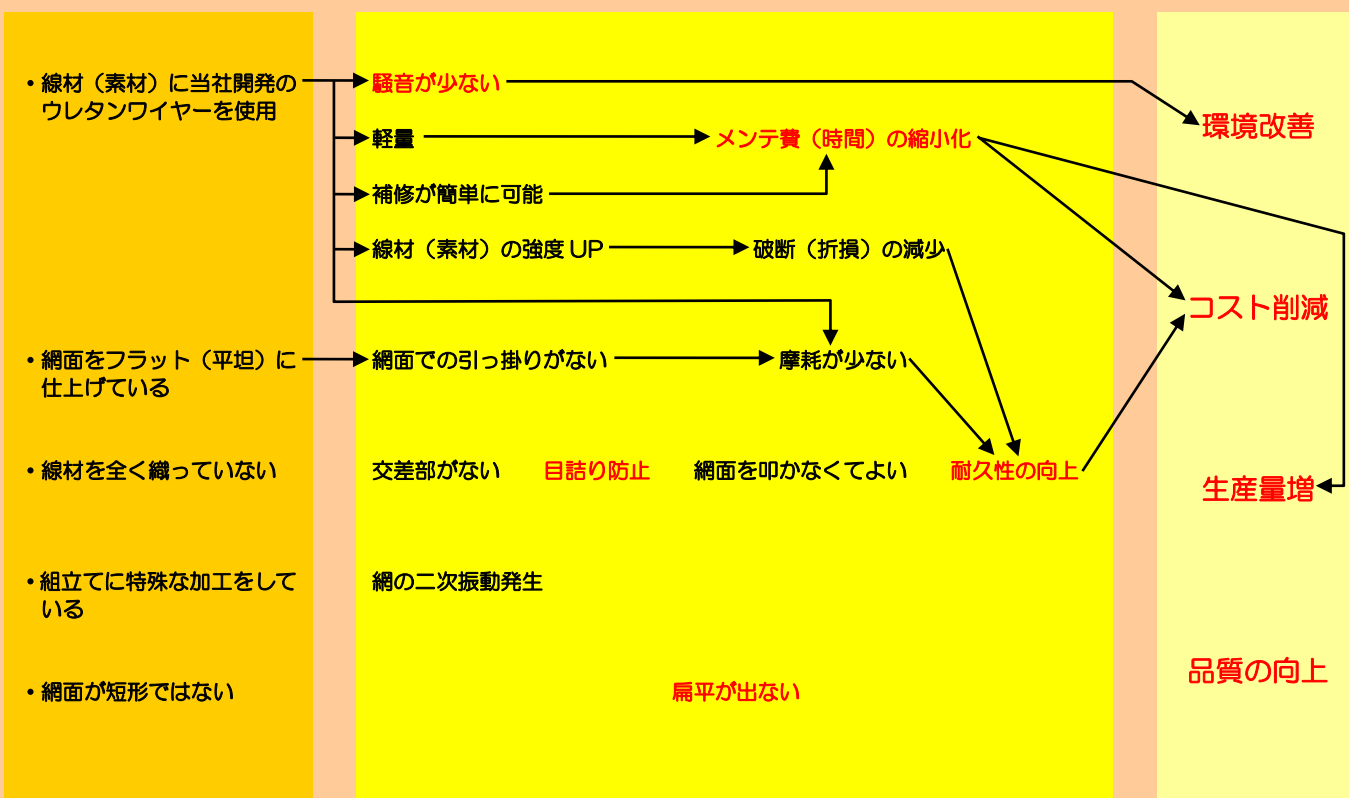 ・線材（素材）に当社開発の
ウレタンワイヤーを使用
騒音が少ない
環境改善
軽量
メンテ費（時間）の縮小化
補修が簡単に可能
線材（素材）の強度 UP
破断（折損）の減少
コスト削減
・網面をフラット（平坦）に
仕上げている
網面での引っ掛りがない
摩耗が少ない
・線材を全く織っていない
交差部がない
目詰り防止
網面を叩かなくてよい
耐久性の向上
生産量増
・組立てに特殊な加工をして
いる
網の二次振動発生
・網面が短形ではない
扁平が出ない
品質の向上